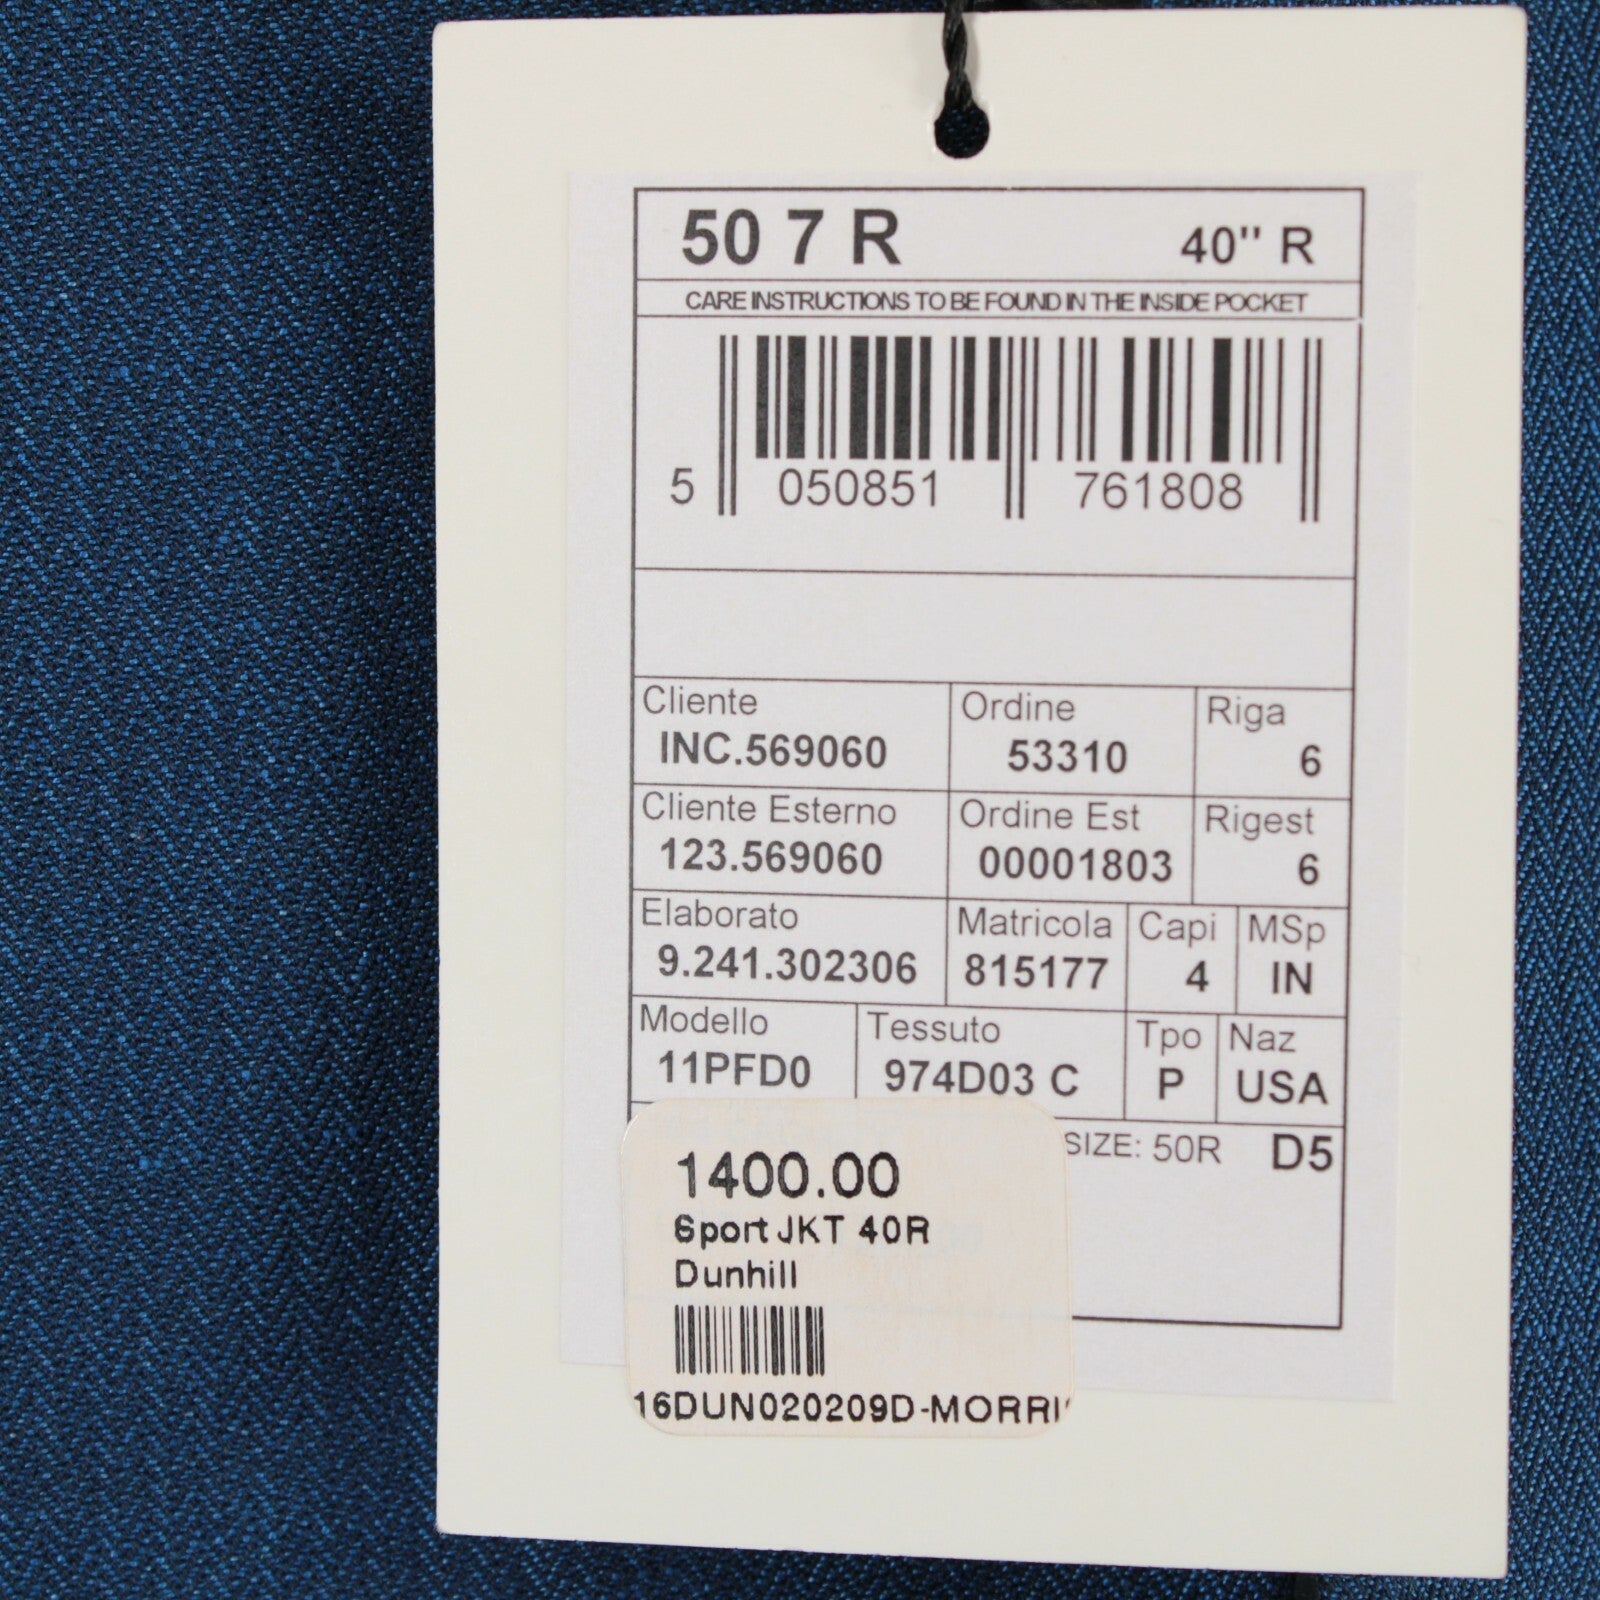 50 7 R 40" R
CARE INSTRUCTIONS TO BE FOUND IN THE INSIDE POCKET
5 050851 761808
Cliente Ordine Riga
INC.569060 53310 6
Cliente Esterno Ordine Est Rigest
123.569060 00001803 6
Elaborato Matricola Capi MSp
9.241.302306 815177 4 IN
Modello Tessuto Tpo Naz
11PFD0 974D03 C P USA
SIZE: 50R D5
1400.00
Sport JKT 40R
Dunhill
16DUN020209D-MORRI